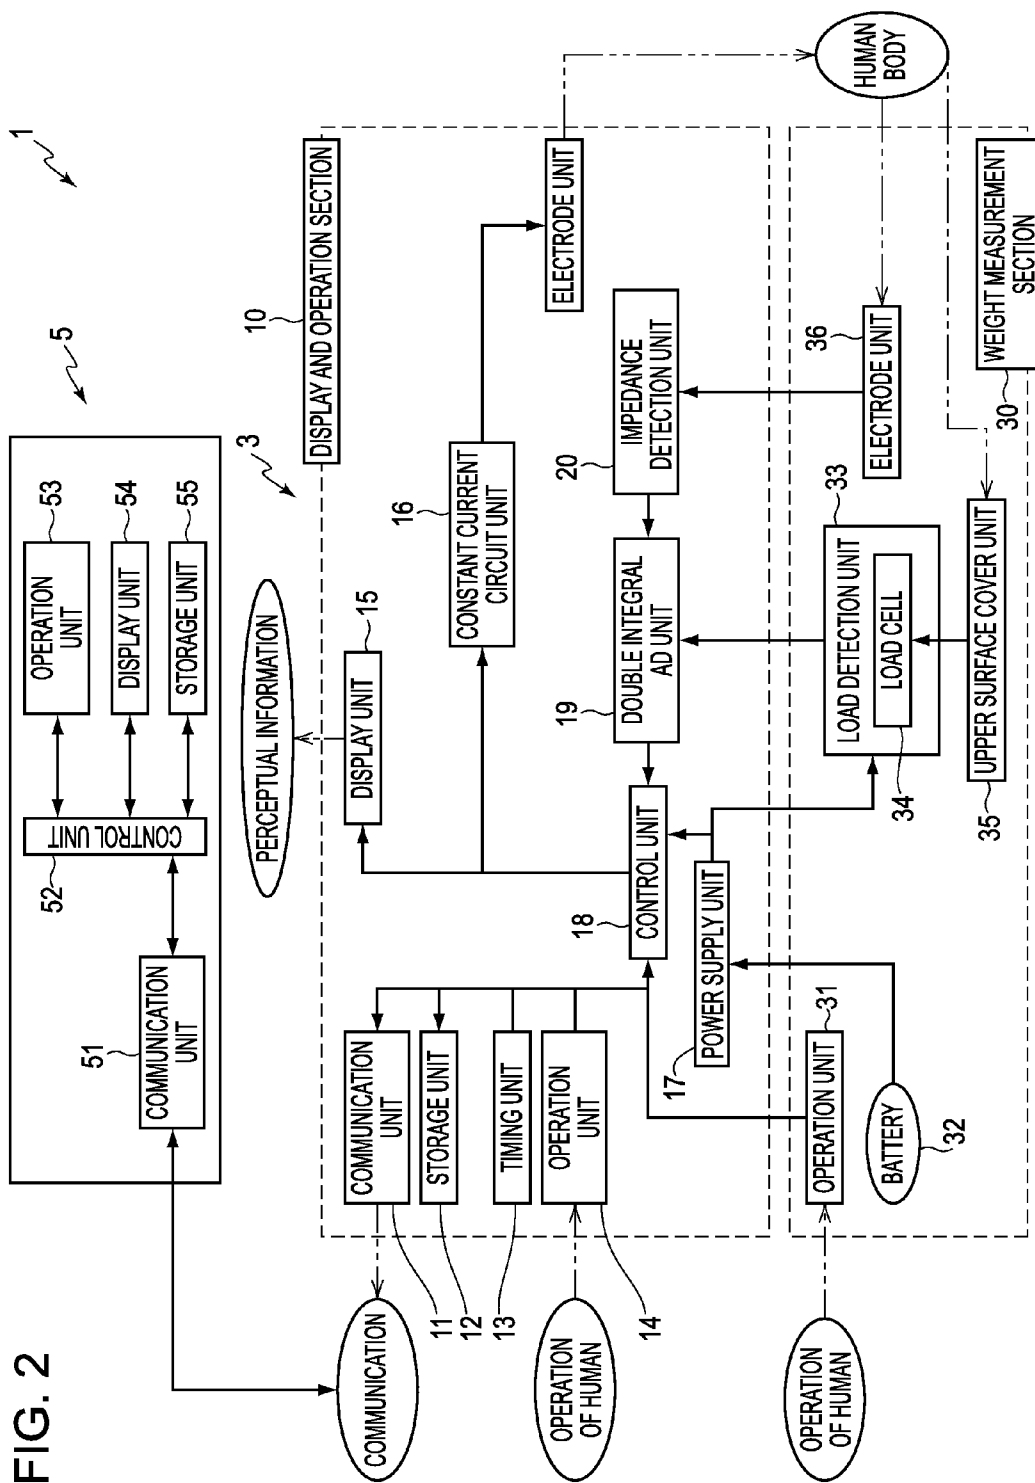 FIG. 2
1
5
COMMUNICATION
UNIT
51
CONTROL UNIT
52
OPERATION
UNIT
53
DISPLAY UNIT
54
STORAGE UNIT
55
3
PERCEPTUAL INFORMATION
DISPLAY AND OPERATION SECTION
10
COMMUNICATION
COMMUNICATION
UNIT
11
STORAGE UNIT
12
TIMING UNIT
13
OPERATION
OF HUMAN
OPERATION
UNIT
14
DISPLAY UNIT
15
CONSTANT CURRENT
CIRCUIT UNIT
16
ELECTRODE UNIT
POWER SUPPLY UNIT
17
CONTROL UNIT
18
DOUBLE INTEGRAL
AD UNIT
19
IMPEDANCE
DETECTION UNIT
20
HUMAN
BODY
OPERATION
OF HUMAN
OPERATION UNIT
31
BATTERY
32
LOAD DETECTION UNIT
33
LOAD CELL
34
UPPER SURFACE COVER UNIT
35
ELECTRODE UNIT
36
WEIGHT MEASUREMENT
SECTION
30